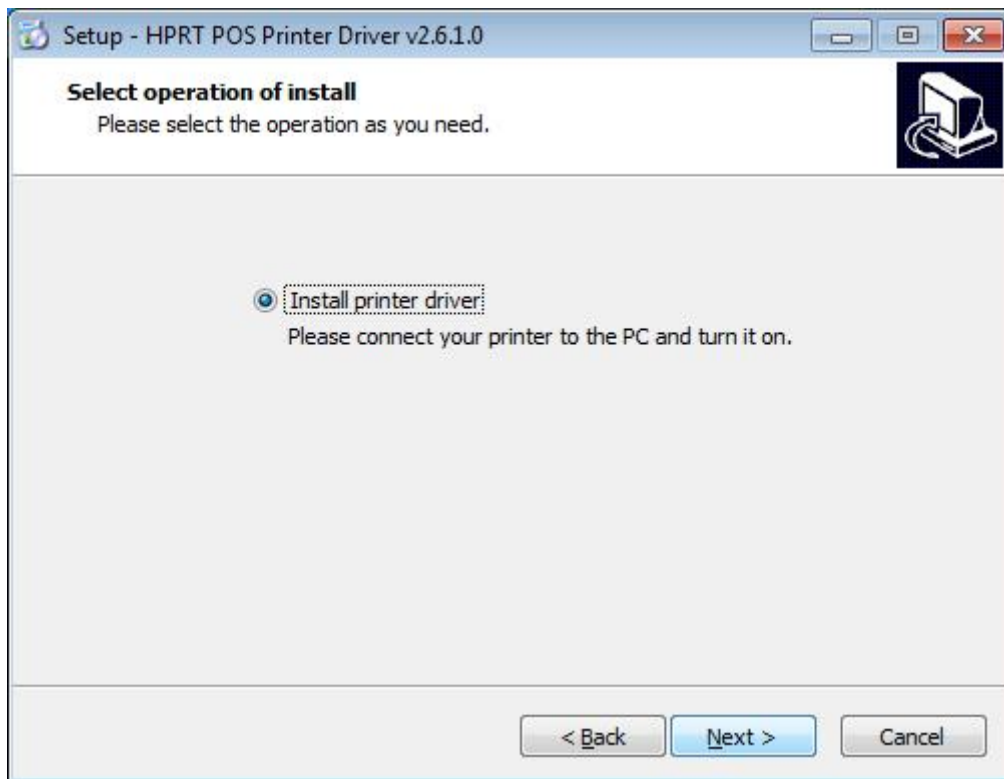 Setup - HPRT POS Printer Driver v2.6.1.0
Select operation of install
Please select the operation as you need.
Install printer driver
Please connect your printer to the PC and turn it on.
< Back Next > Cancel